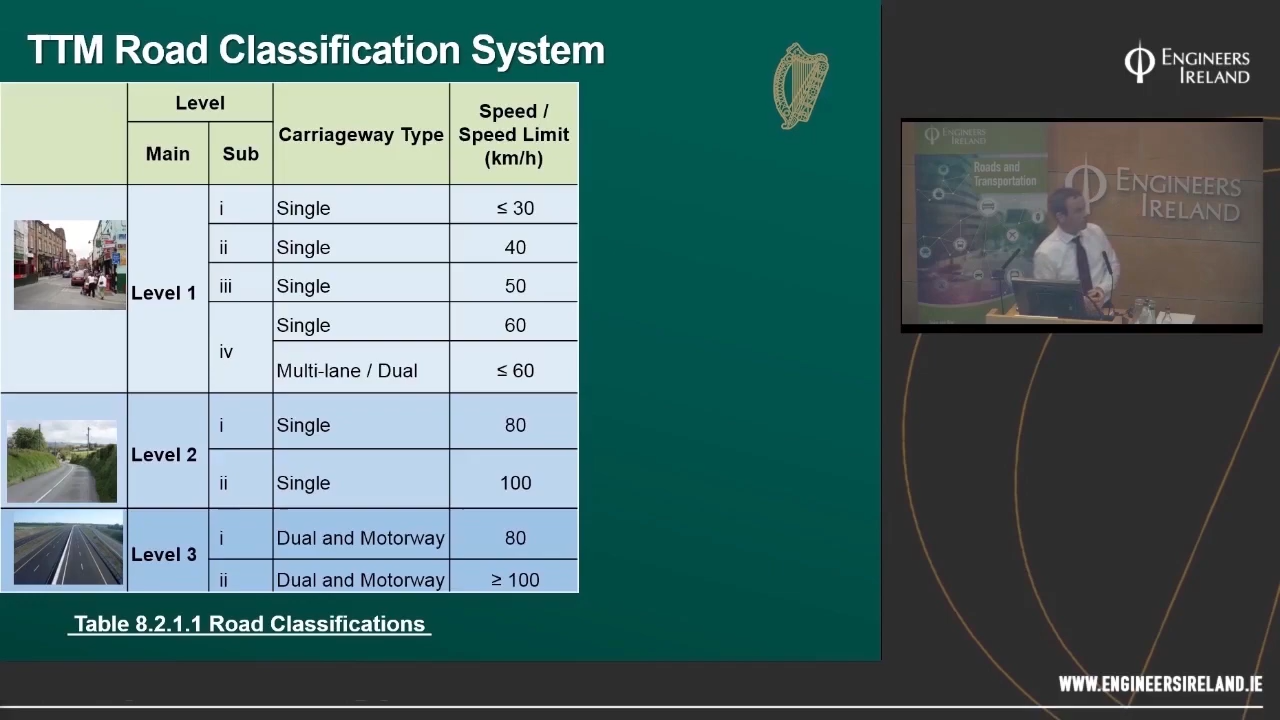 TTM Road Classification System
Level
Main
Sub
Carriageway Type
Speed /
Speed Limit
(km/h)
Level 1
i
Single
≤ 30
ii
Single
40
iii
Single
50
iv
Single
60
Multi-lane / Dual
≤ 60
Level 2
i
Single
80
ii
Single
100
Level 3
i
Dual and Motorway
80
ii
Dual and Motorway
≥ 100
Table 8.2.1.1 Road Classifications
ENGINEERS
IRELAND
ENGINEERS
IRELAND
Roads and
Transportation
ENGINEERS
IRELAND
WWW.ENGINEERSIRELAND.IE